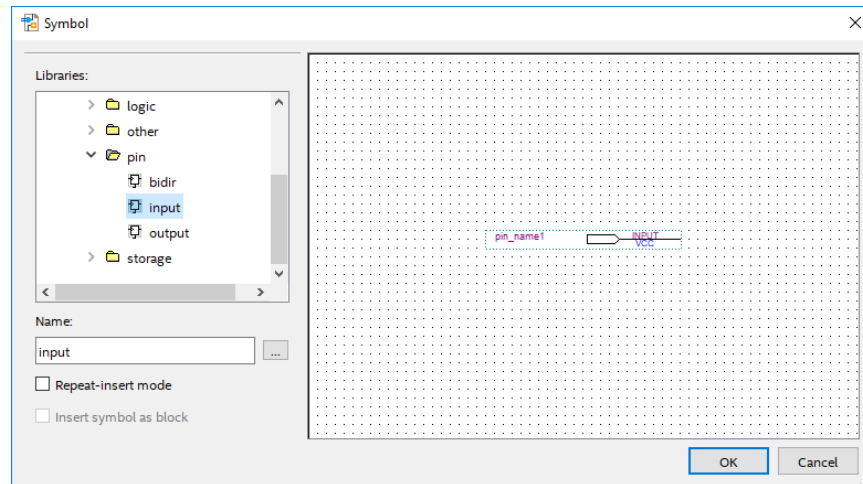 Symbol
Libraries:
logic
other
pin
bidir
input
output
storage
Name:
input
...
Repeat-insert mode
Insert symbol as block
pin_name1
INPUT
VCC
OK
Cancel